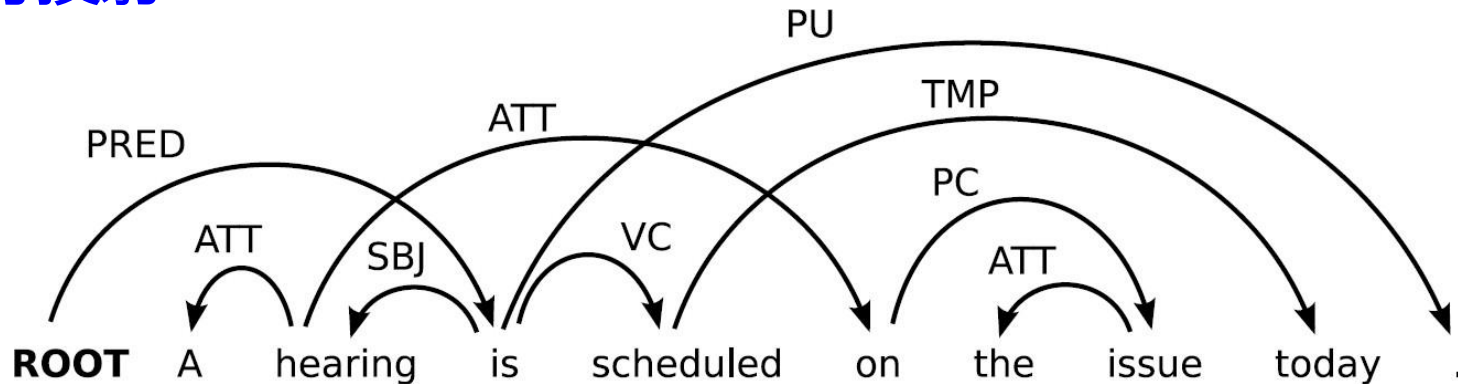 PU
TMP
ATT
PRED
PC
ATT
SBJ
VC
ATT
ROOT A hearing is scheduled on the issue today .